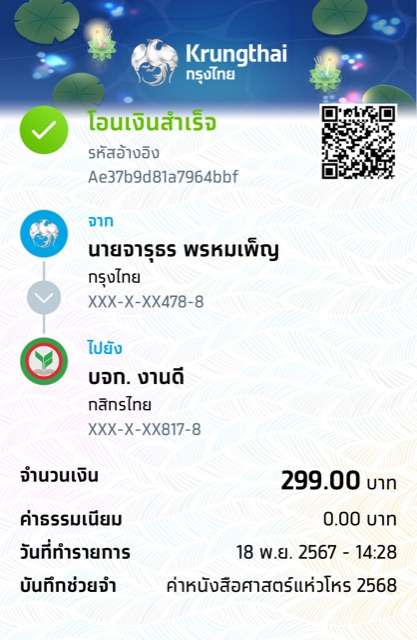 Krungthai
กรุงไทย
โอนเงินสำเร็จ
รหัสอ้างอิง
Ae37b9d81a7964bbf
จาก
นายจารุธร พรหมเพ็ญ
กรุงไทย
XXX-X-XX478-8
ไปยัง
บจก. งานดี
กสิกรไทย
XXX-X-XX817-8
จำนวนเงิน 299.00 บาท
ค่าธรรมเนียม 0.00 บาท
วันที่ทำรายการ 18 พ.ย. 2567 - 14:28
บันทึกช่วยจำ ค่าหนังสือศาสตร์แห่วโหร 2568